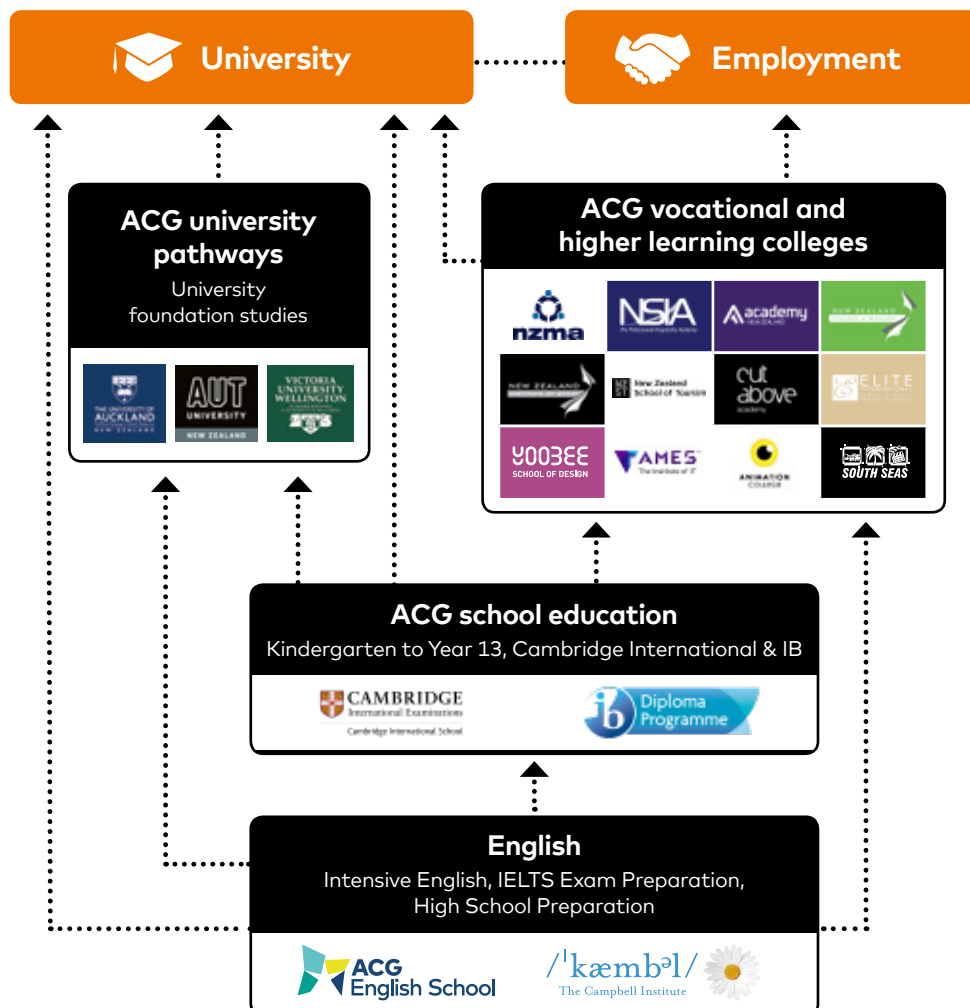 University
Employment
ACG university
pathways
University
foundation studies
THE UNIVERSITY OF
AUCKLAND
NEW ZEALAND
AUT
UNIVERSITY
NEW ZEALAND
VICTORIA
UNIVERSITY
WELLINGTON
ACG vocational and
higher learning colleges
nzma
NSIA
academy
NEW ZEALAND
NEW ZEALAND
NEW ZEALAND
New Zealand
School of Tourism
cut
above
academy
ELITE
YOOBEE
SCHOOL OF DESIGN
AMES
The Institute of IT
ANIMATION
COLLEGE
SOUTH SEAS
ACG school education
Kindergarten to Year 13, Cambridge International & IB
CAMBRIDGE
International Examinations
Cambridge International School
ib Diploma
Programme
English
Intensive English, IELTS Exam Preparation,
High School Preparation
ACG
English School
/ˈkæmbᵊl/
The Campbell Institute